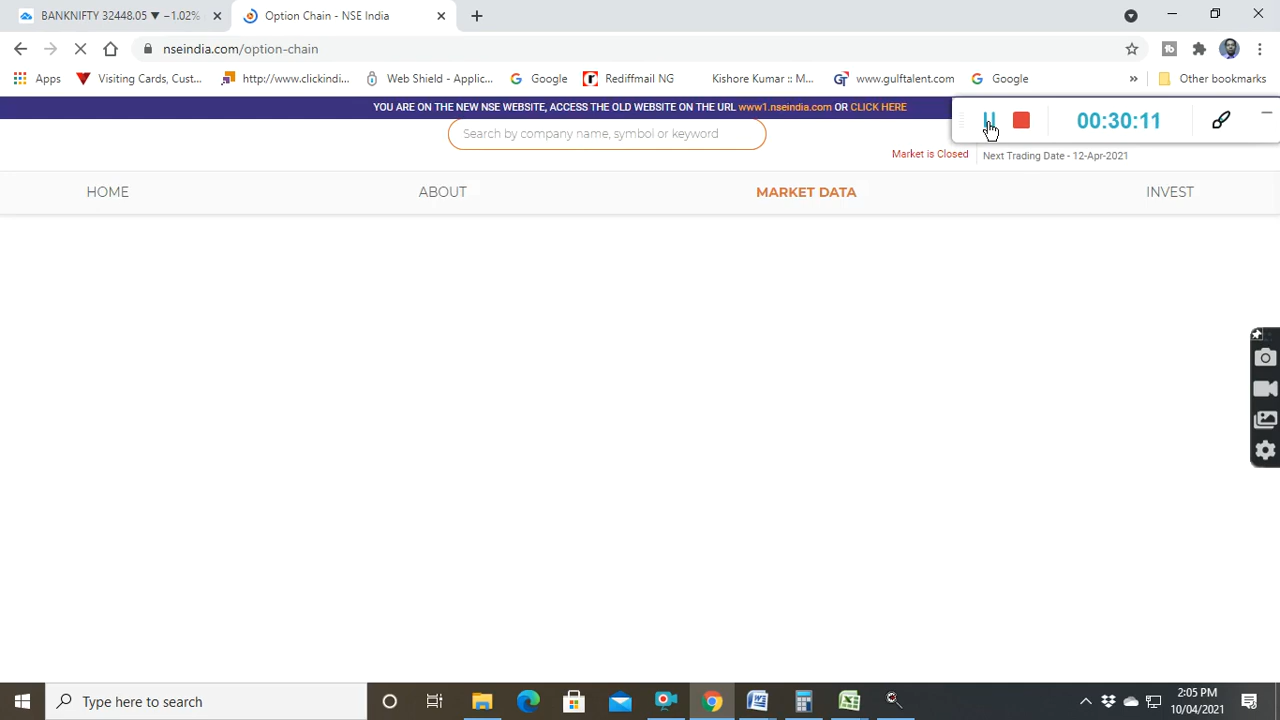 BANKNIFTY 32448.05 ▼ −1.02%
Option Chain - NSE India
nseindia.com/option-chain
Apps
Visiting Cards, Cust...
http://www.clickindi...
Web Shield - Applic...
Google
Rediffmail NG
Kishore Kumar :: M...
www.gulftalent.com
Google
»
Other bookmarks
YOU ARE ON THE NEW NSE WEBSITE, ACCESS THE OLD WEBSITE ON THE URL www1.nseindia.com OR CLICK HERE
00:30:11
Search by company name, symbol or keyword
Market is Closed
Next Trading Date - 12-Apr-2021
HOME
ABOUT
MARKET DATA
INVEST
Type here to search
2:05 PM
10/04/2021